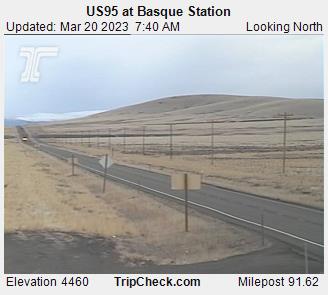 US95 at Basque Station
Updated: Mar 20 2023 7:40 AM Looking North
Elevation 4460 TripCheck.com Milepost 91.62